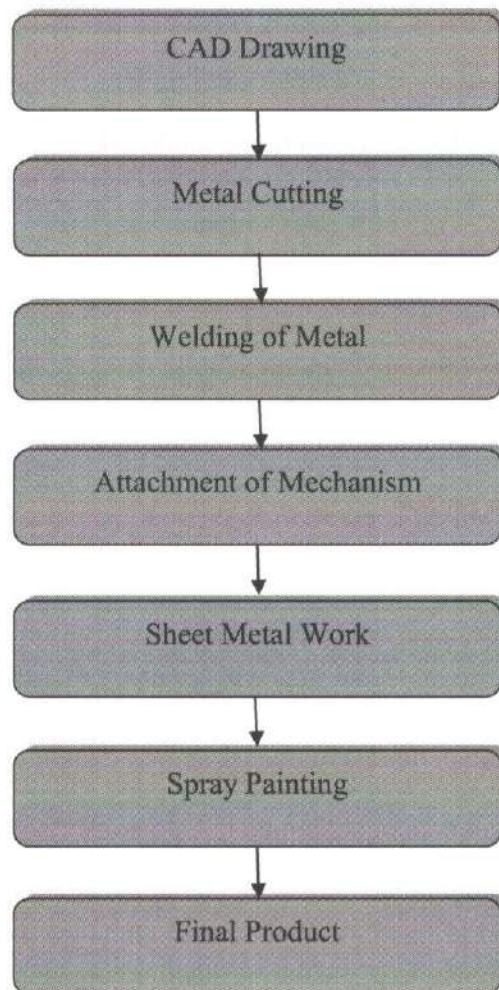 CAD Drawing
Metal Cutting
Welding of Metal
Attachment of Mechanism
Sheet Metal Work
Spray Painting
Final Product